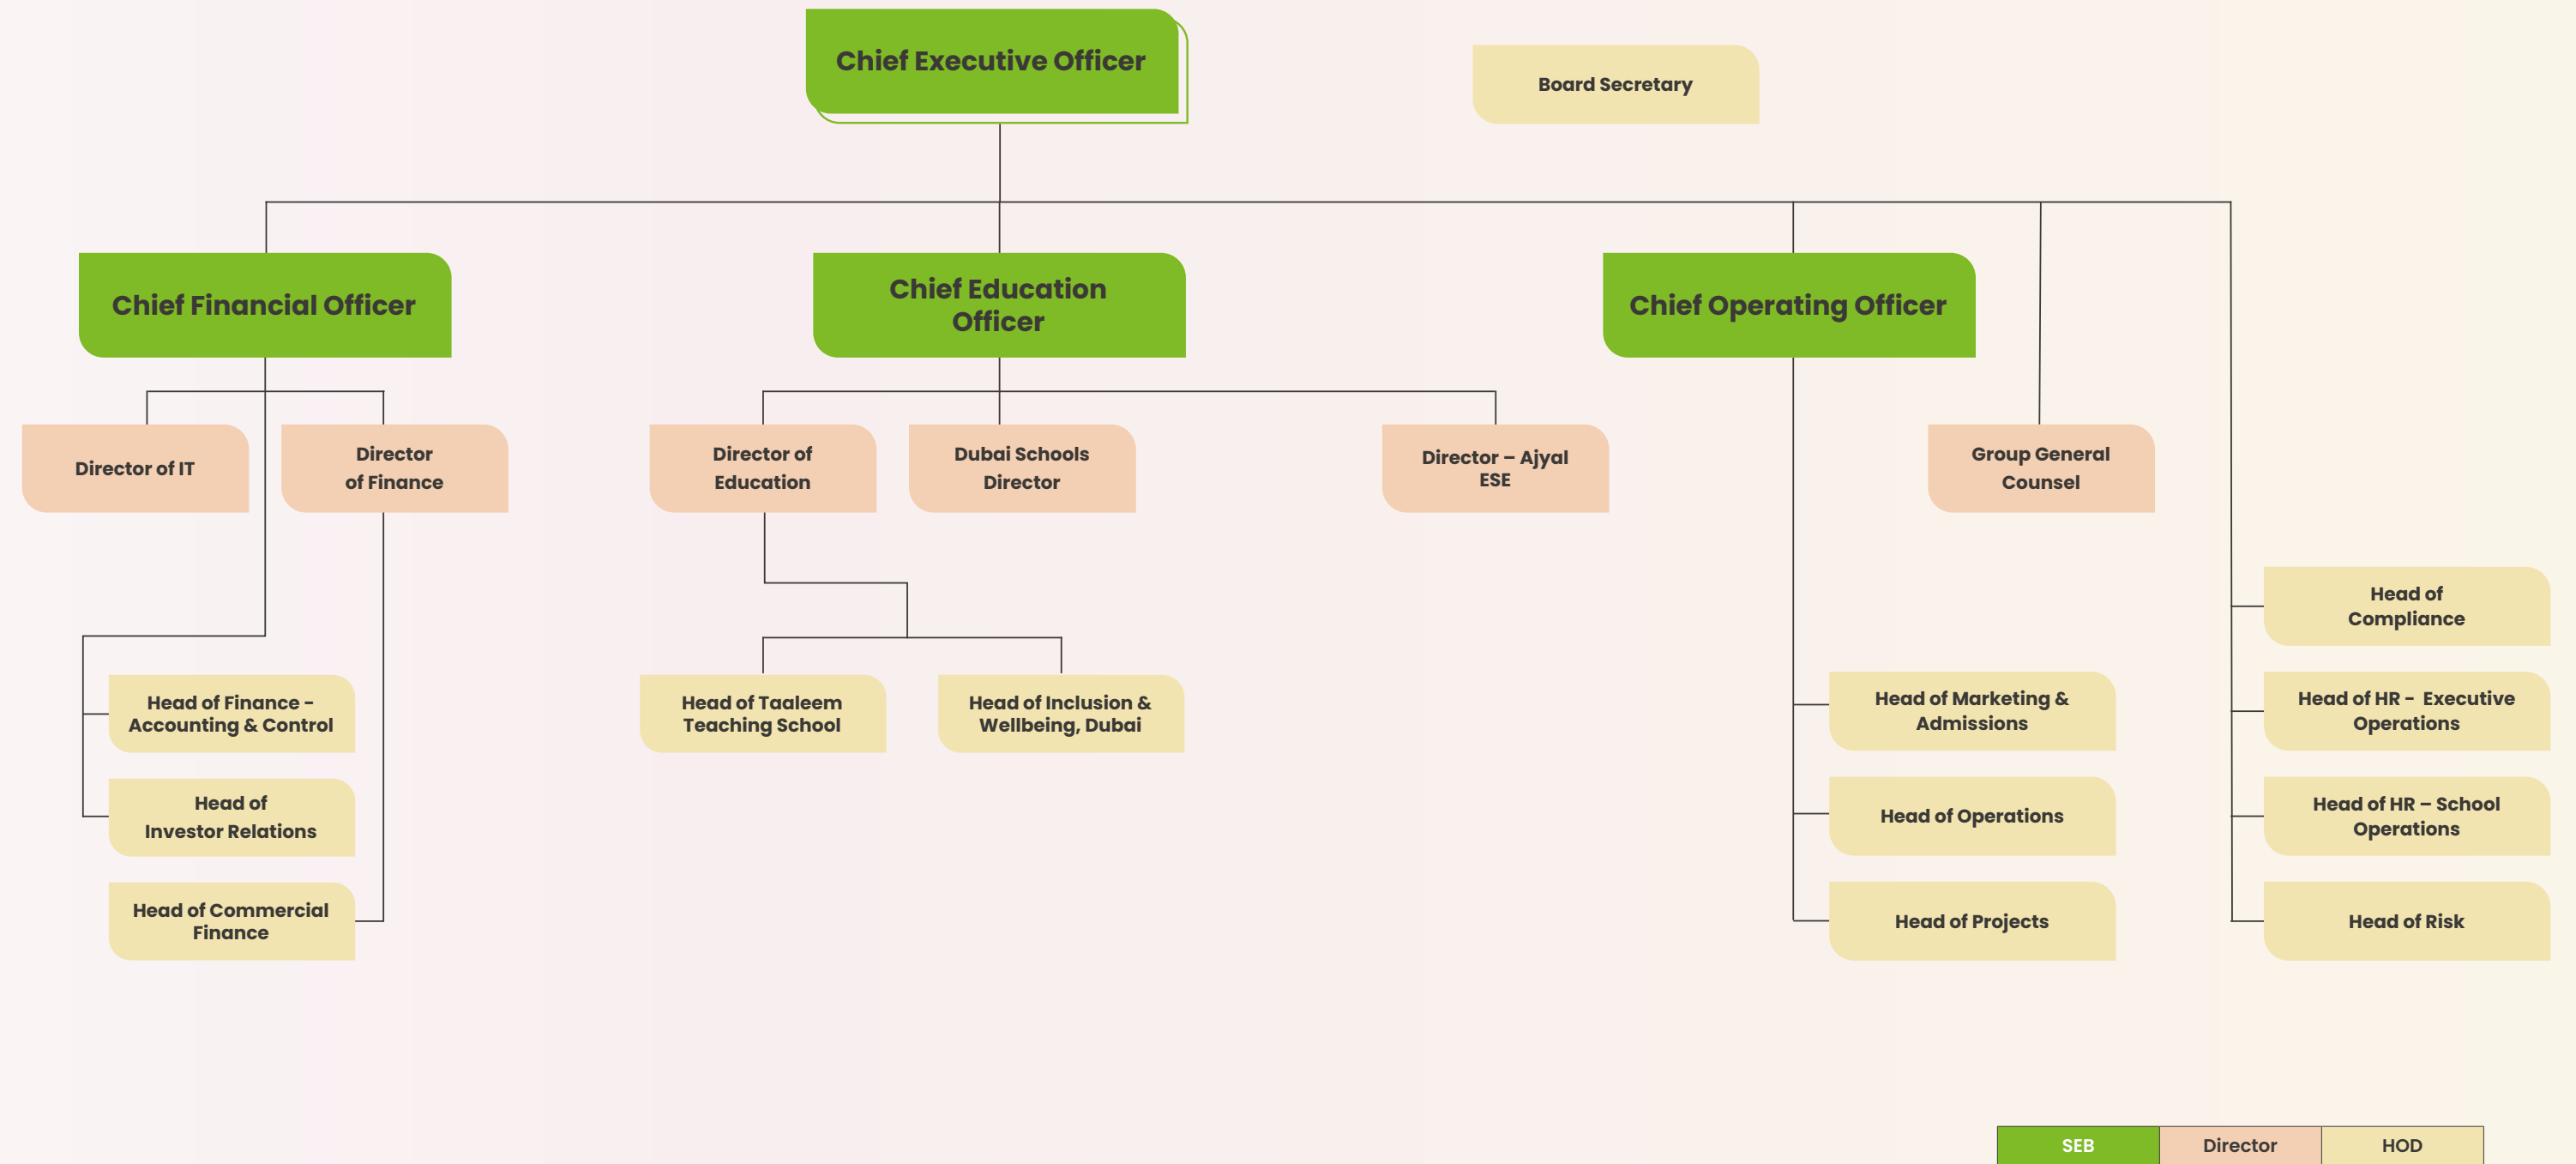 Chief Executive Officer
Board Secretary
Chief Financial Officer
Chief Education
Officer
Chief Operating Officer
Director of IT
Director
of Finance
Director of
Education
Dubai Schools
Director
Director – Ajyal
ESE
Group General
Counsel
Head of
Compliance
Head of Finance -
Accounting & Control
Head of Taaleem
Teaching School
Head of Inclusion &
Wellbeing, Dubai
Head of Marketing &
Admissions
Head of HR - Executive
Operations
Head of
Investor Relations
Head of Operations
Head of HR – School
Operations
Head of Commercial
Finance
Head of Projects
Head of Risk
SEB
Director
HOD